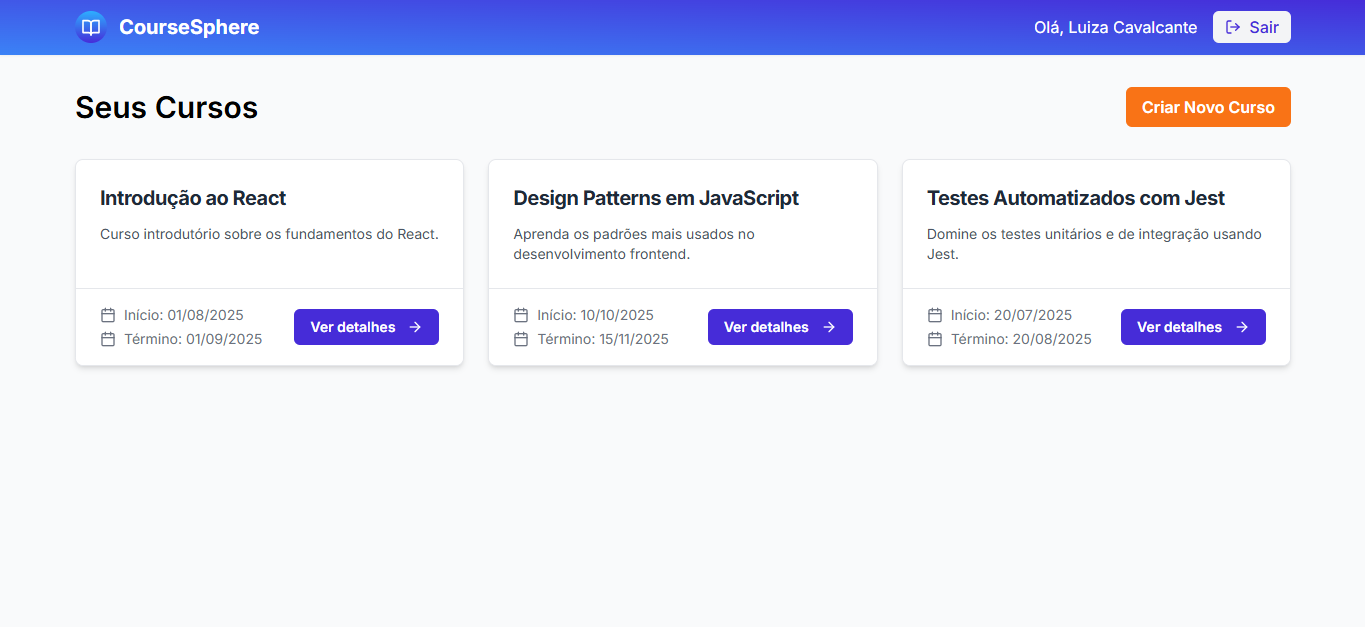 CourseSphere
Olá, Luiza Cavalcante
Sair
Seus Cursos
Criar Novo Curso
Introdução ao React
Curso introdutório sobre os fundamentos do React.
Início: 01/08/2025
Término: 01/09/2025
Ver detalhes
Design Patterns em JavaScript
Aprenda os padrões mais usados no
desenvolvimento frontend.
Início: 10/10/2025
Término: 15/11/2025
Ver detalhes
Testes Automatizados com Jest
Domine os testes unitários e de integração usando
Jest.
Início: 20/07/2025
Término: 20/08/2025
Ver detalhes